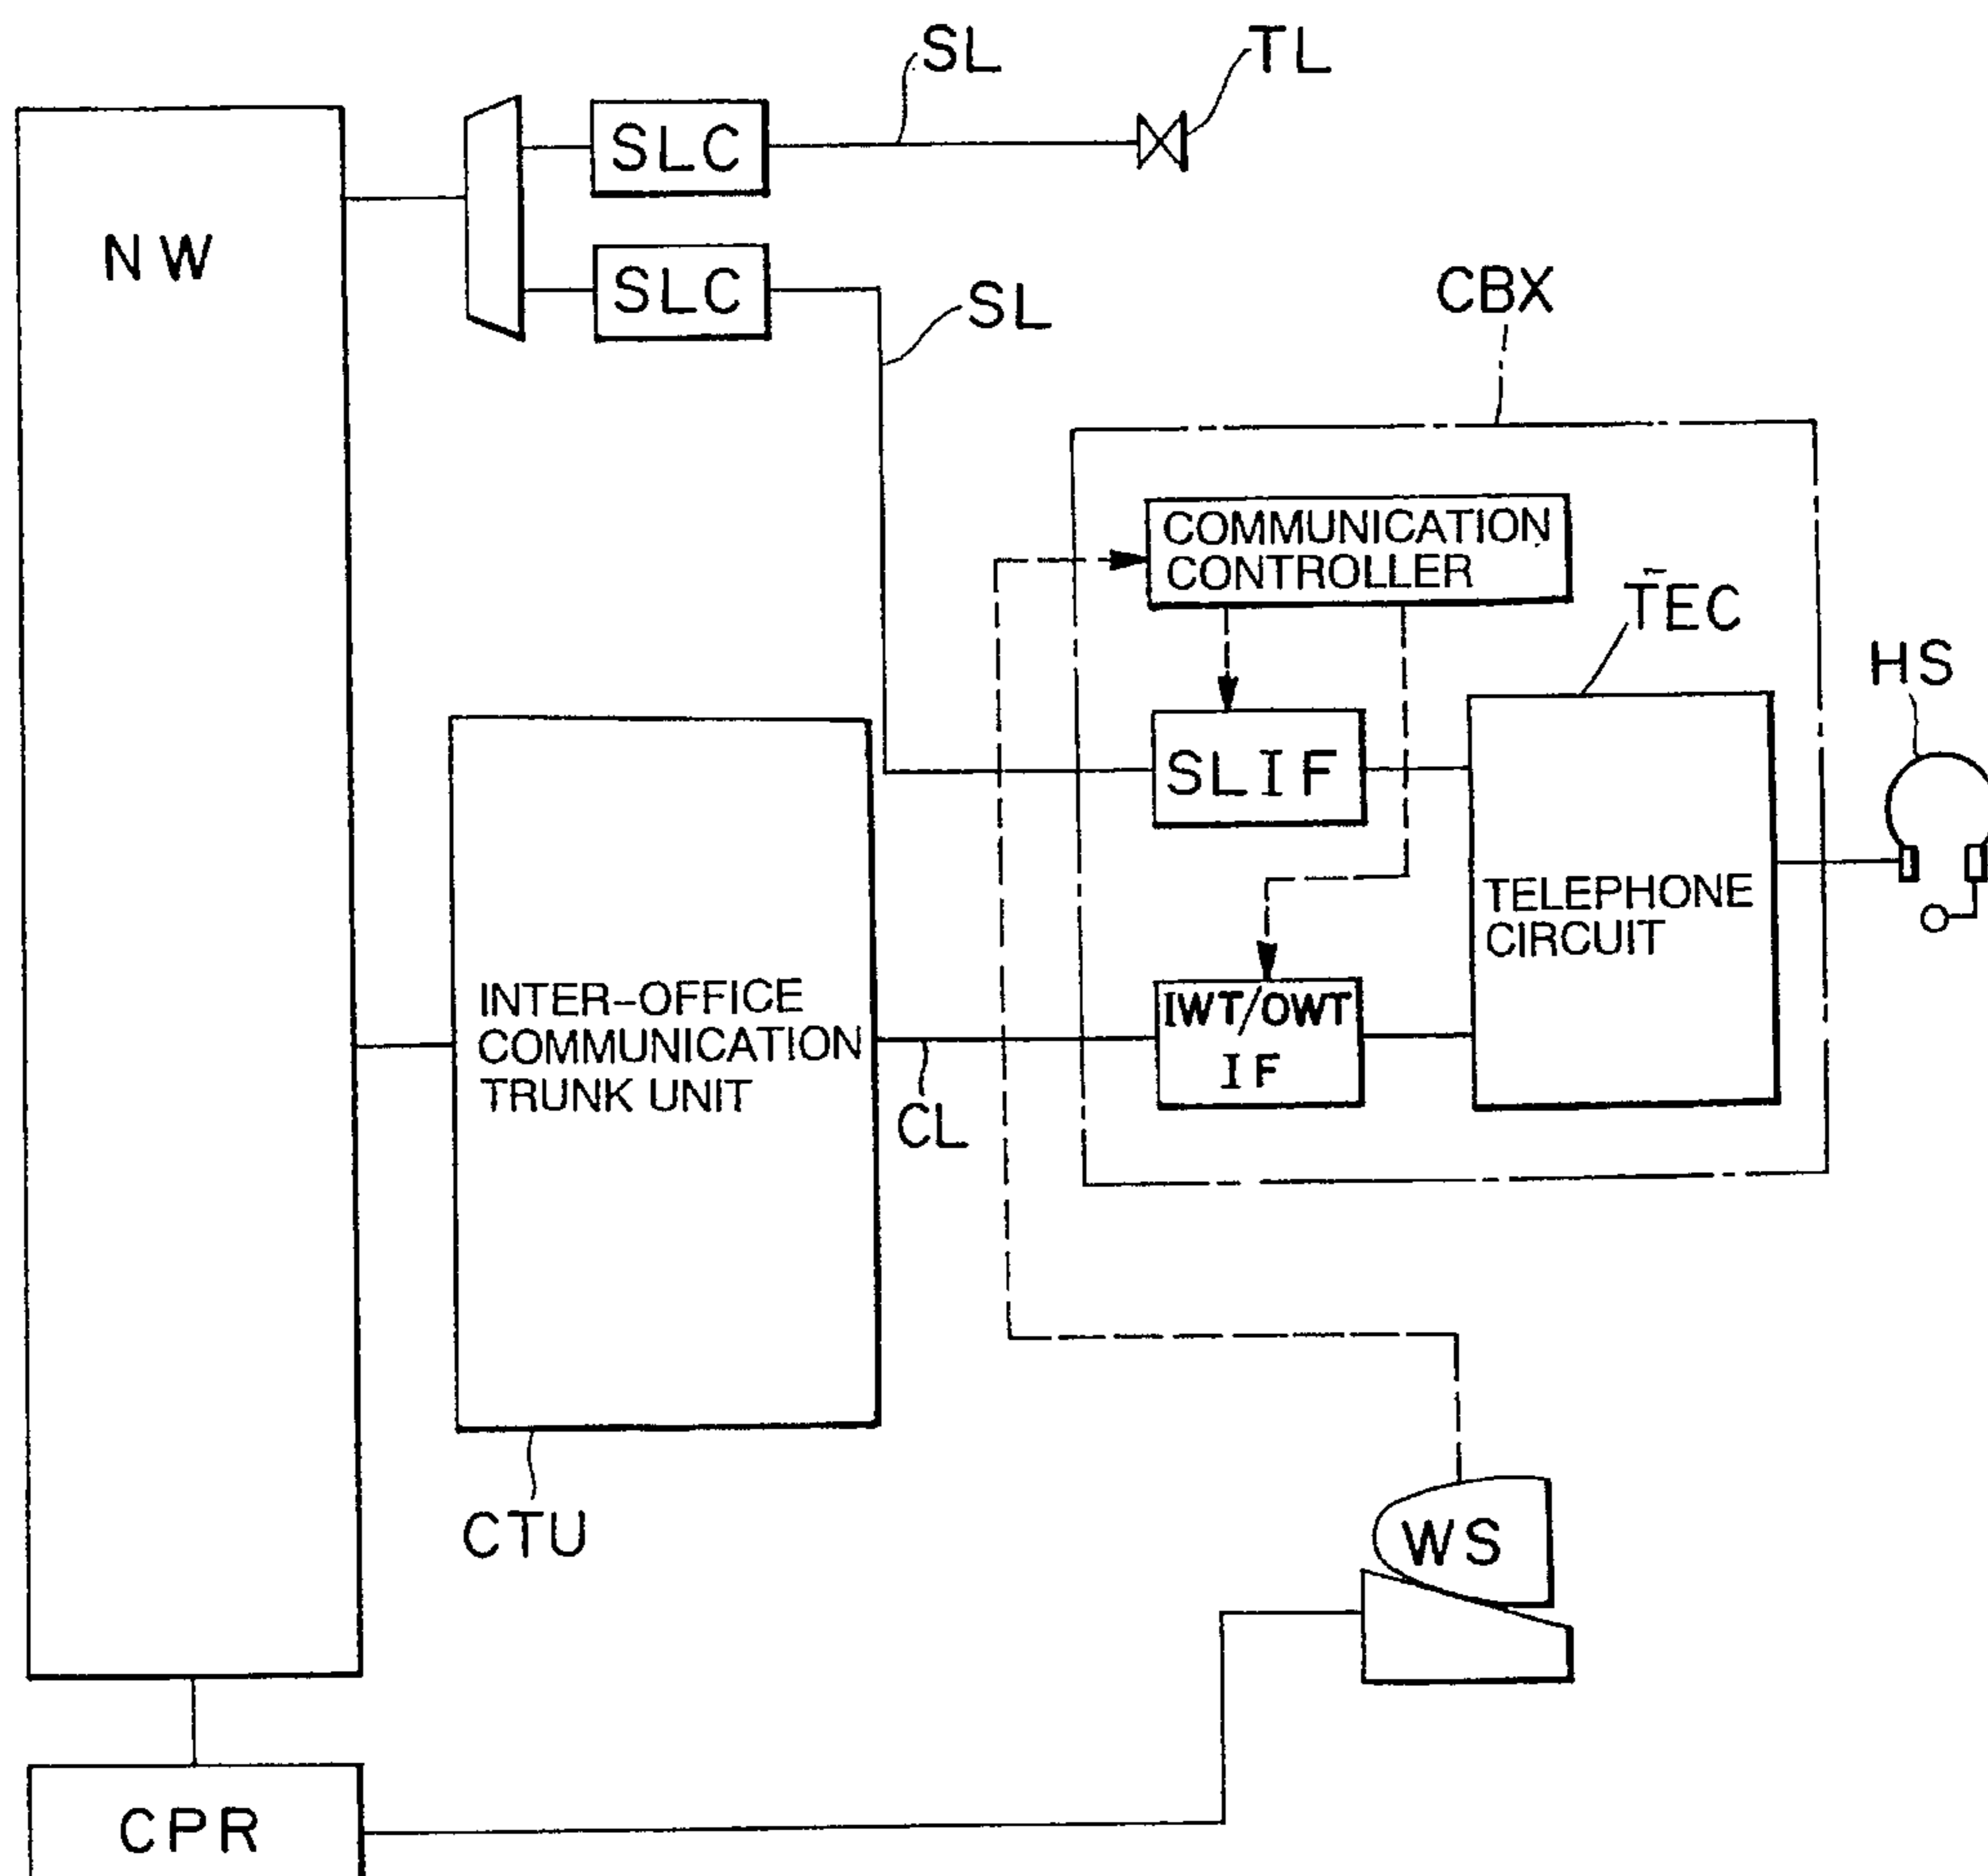 SL
TL
SLC
NW
SLC
SL
CBX
COMMUNICATION
CONTROLLER
TEC
HS
SLIF
TELEPHONE
CIRCUIT
INTER-OFFICE
COMMUNICATION
TRUNK UNIT
IWT/OWT
IF
CL
CTU
WS
CPR